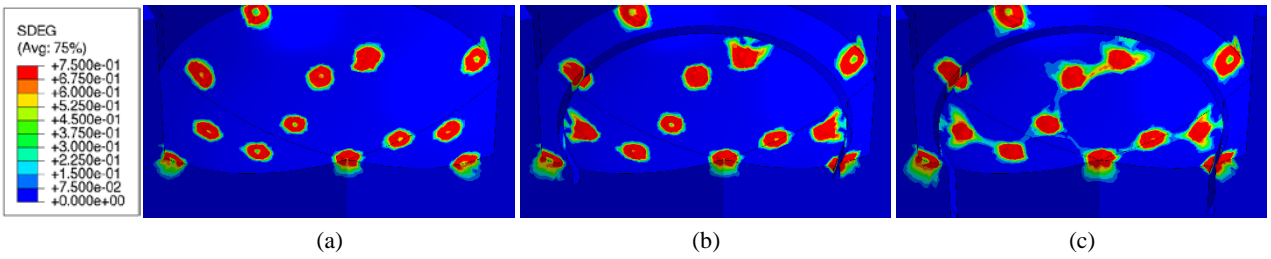 SDEG
(Avg: 75%)
+7.500e-01
+6.750e-01
+6.000e-01
+5.250e-01
+4.500e-01
+3.750e-01
+3.000e-01
+2.250e-01
+1.500e-01
+7.500e-02
+0.000e+00
(a)
(b)
(c)